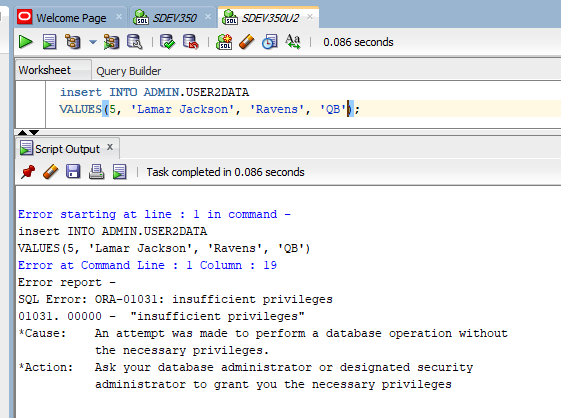 Welcome Page SDEV350 SDEV350U2
0.086 seconds
Worksheet Query Builder
insert INTO ADMIN.USER2DATA
VALUES(5, 'Lamar Jackson', 'Ravens', 'QB');
Script Output x
Task completed in 0.086 seconds
Error starting at line : 1 in command -
insert INTO ADMIN.USER2DATA
VALUES(5, 'Lamar Jackson', 'Ravens', 'QB')
Error at Command Line : 1 Column : 19
Error report -
SQL Error: ORA-01031: insufficient privileges
01031. 00000 - "insufficient privileges"
*Cause: An attempt was made to perform a database operation without
the necessary privileges.
*Action: Ask your database administrator or designated security
administrator to grant you the necessary privileges